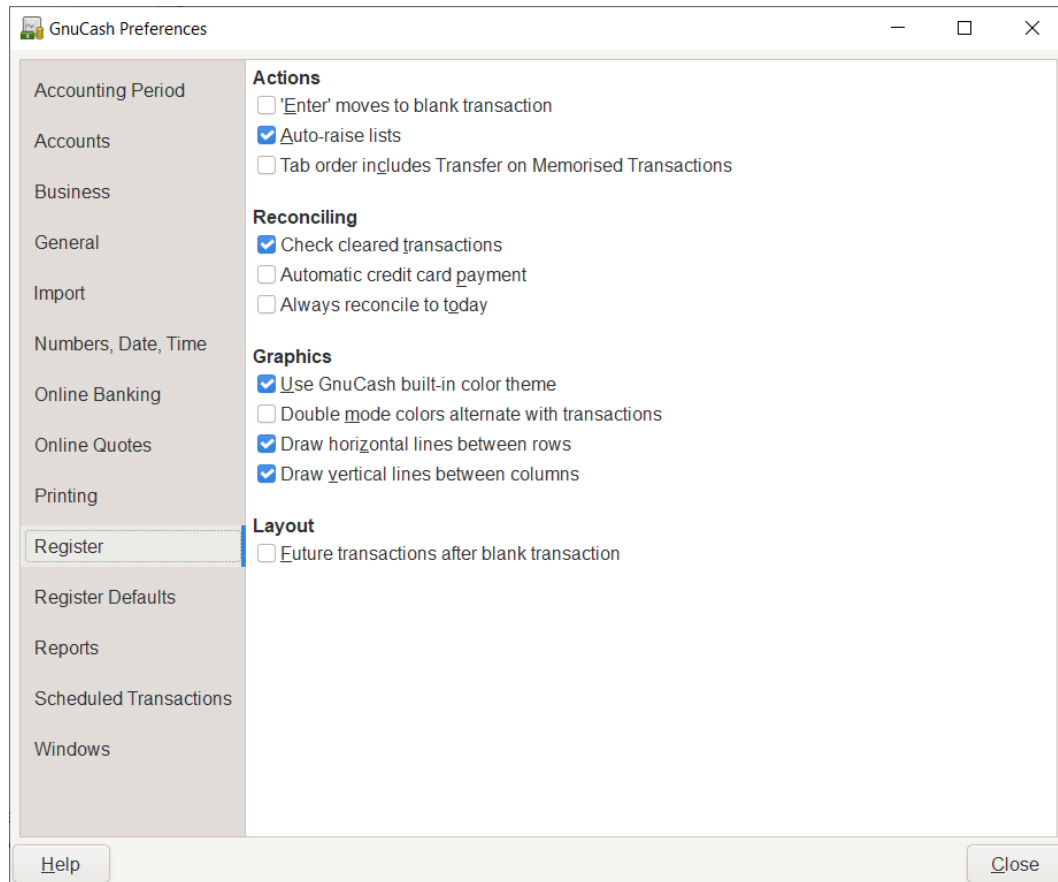 GnuCash Preferences
Accounting Period
Accounts
Business
General
Import
Numbers, Date, Time
Online Banking
Online Quotes
Printing
Register
Register Defaults
Reports
Scheduled Transactions
Windows
Actions
'Enter' moves to blank transaction
Auto-raise lists
Tab order includes Transfer on Memorised Transactions
Reconciling
Check cleared transactions
Automatic credit card payment
Always reconcile to today
Graphics
Use GnuCash built-in color theme
Double mode colors alternate with transactions
Draw horizontal lines between rows
Draw vertical lines between columns
Layout
Future transactions after blank transaction
Help
Close